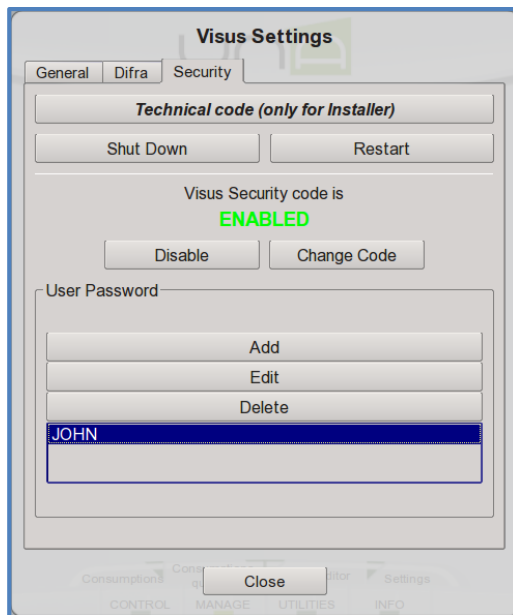 Visus Settings
General Difra Security
Technical code (only for Installer)
Shut Down Restart
Visus Security code is
ENABLED
Disable Change Code
User Password
Add
Edit
Delete
JOHN
Consumptions Settings
Close
CONTROL MANAGE UTILITIES INFO